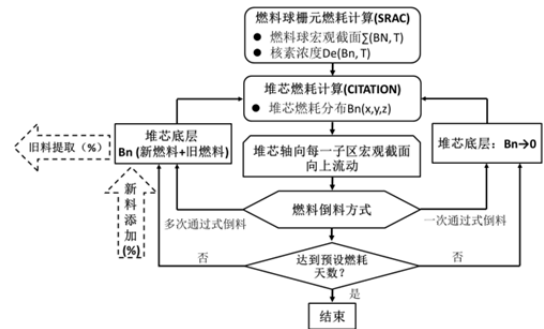 燃料球栅元燃耗计算(SRAC)
● 燃料球宏观截面∑(BN, T)
● 核素浓度De(Bn, T)
堆芯燃耗计算(CITATION)
● 堆芯燃耗分布Bn(x,y,z)
旧料提取（%）
堆芯底层
Bn (新燃料+旧燃料)
堆芯轴向每一子区宏观截面
向上流动
堆芯底层：Bn→0
新
料
添
加
(%)
多次通过式倒料
燃料倒料方式
一次通过式倒料
否
达到预设燃耗
天数？
否
是
结束